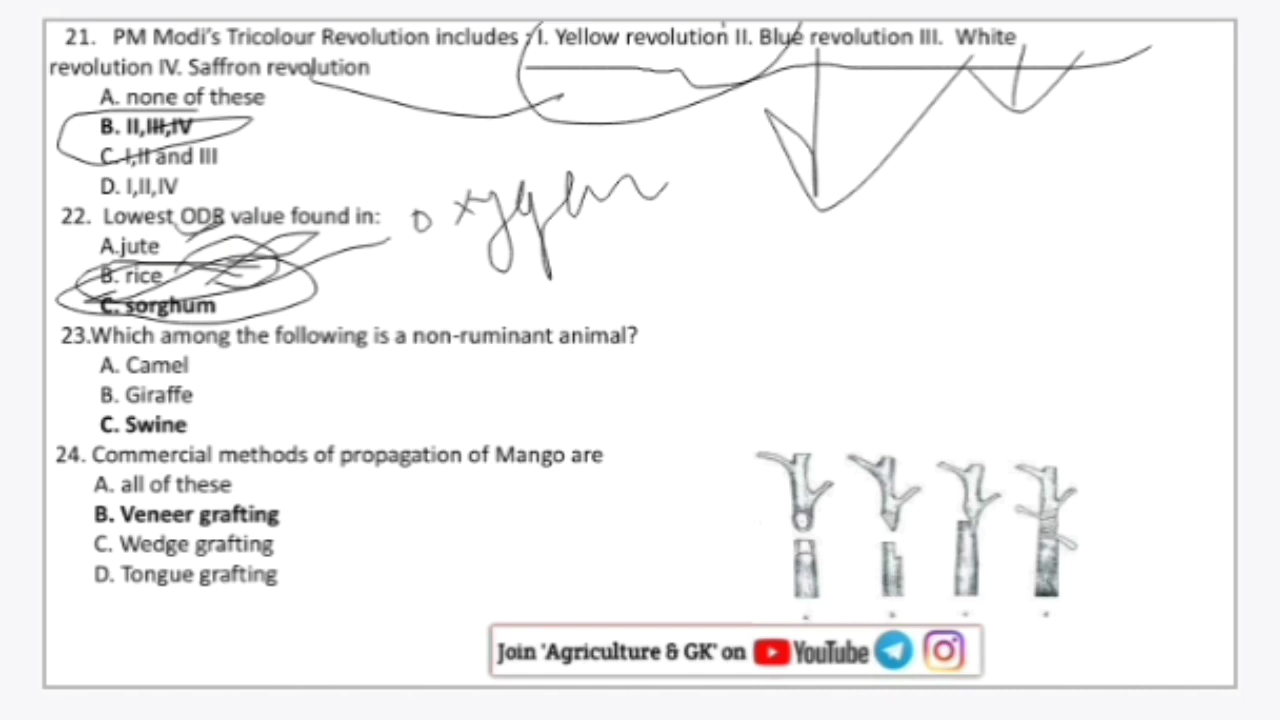 21. PM Modi's Tricolour Revolution includes : I. Yellow revolution II. Blue revolution III. White
revolution IV. Saffron revolution
A. none of these
B. II,III,IV
C. I,II and III
D. I,II,IV
22. Lowest ODR value found in:
oxygen
A.jute
B. rice
C. sorghum
23.Which among the following is a non-ruminant animal?
A. Camel
B. Giraffe
C. Swine
24. Commercial methods of propagation of Mango are
A. all of these
B. Veneer grafting
C. Wedge grafting
D. Tongue grafting
Join 'Agriculture & GK' on YouTube